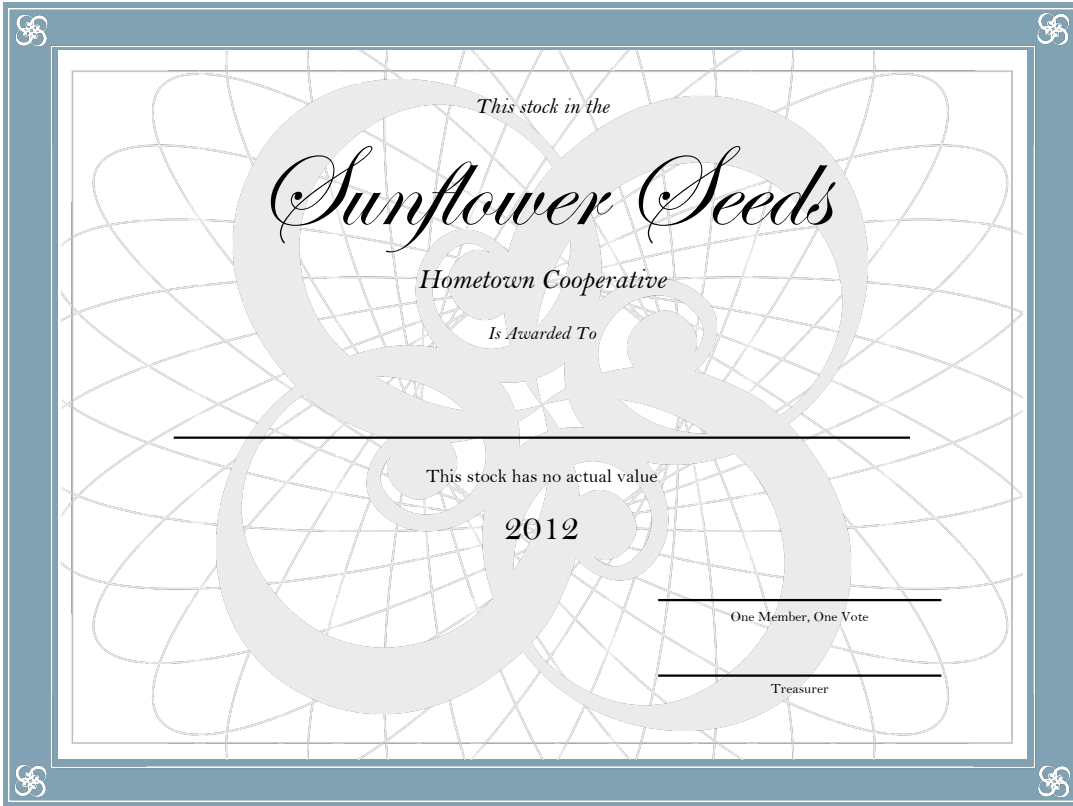 This stock in the
Sunflower Seeds
Hometown Cooperative
Is Awarded To
This stock has no actual value
2012
One Member, One Vote
Treasurer